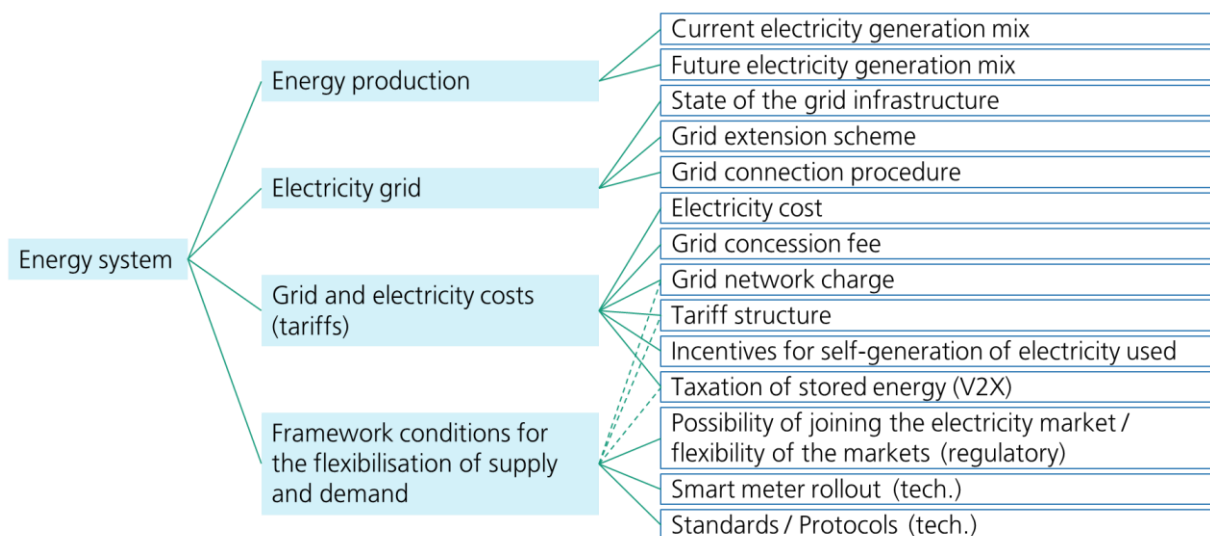 Energy system
Energy production
Electricity grid
Grid and electricity costs
(tariffs)
Framework conditions for
the flexibilisation of supply
and demand
Current electricity generation mix
Future electricity generation mix
State of the grid infrastructure
Grid extension scheme
Grid connection procedure
Electricity cost
Grid concession fee
Grid network charge
Tariff structure
Incentives for self-generation of electricity used
Taxation of stored energy (V2X)
Possibility of joining the electricity market /
flexibility of the markets (regulatory)
Smart meter rollout (tech.)
Standards / Protocols (tech.)